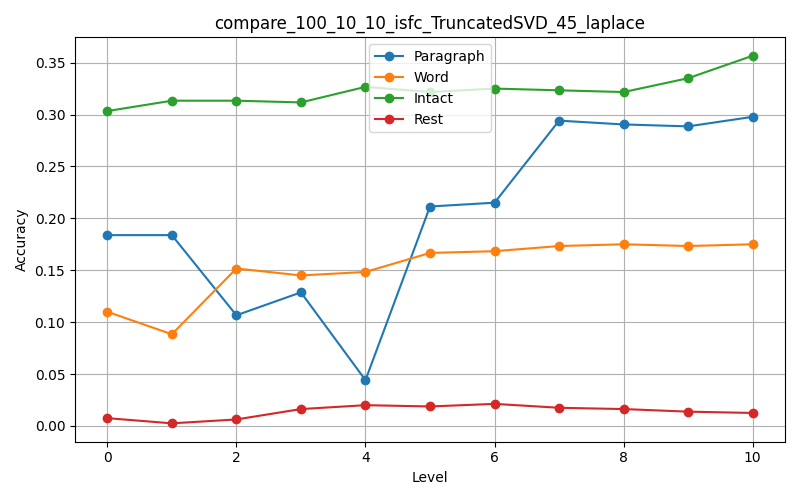 compare_100_10_10_isfc_TruncatedSVD_45_laplace
Paragraph
Word
Intact
Rest
Accuracy
0.35
0.30
0.25
0.20
0.15
0.10
0.05
0.00
0 2 4 6 8 10
Level